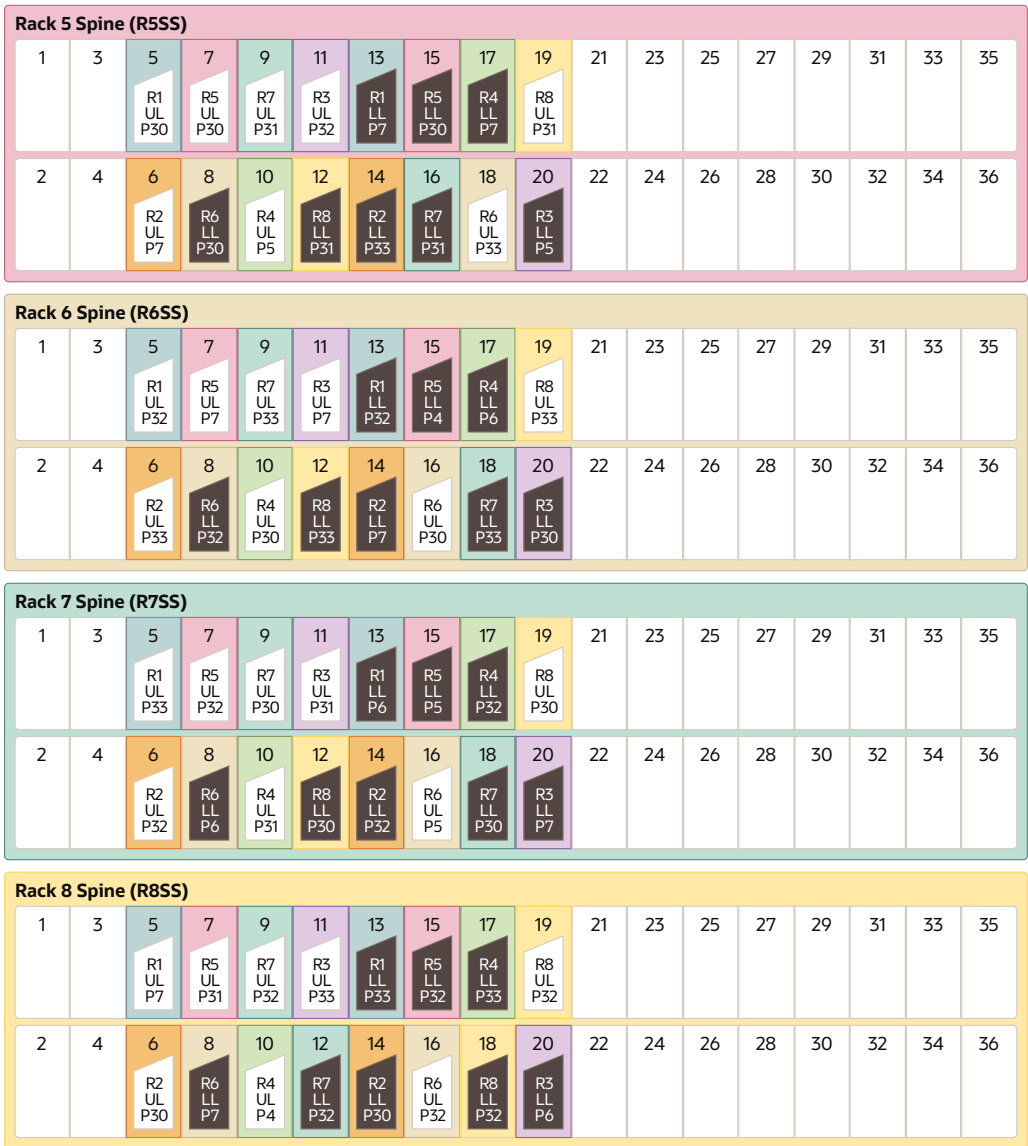 Rack 5 Spine (R5SS)
1 3 5 7 9 11 13 15 17 19 21 23 25 27 29 31 33 35
R1 R5 R7 R3 R1 R5 R4 R8
UL UL UL UL LL LL LL UL
P30 P30 P31 P32 P7 P30 P7 P31
2 4 6 8 10 12 14 16 18 20 22 24 26 28 30 32 34 36
R2 R6 R4 R8 R2 R7 R6 R3
UL LL UL LL LL LL UL LL
P7 P30 P5 P31 P33 P31 P33 P5
Rack 6 Spine (R6SS)
1 3 5 7 9 11 13 15 17 19 21 23 25 27 29 31 33 35
R1 R5 R7 R3 R1 R5 R4 R8
UL UL UL UL LL LL LL UL
P32 P7 P33 P7 P32 P4 P6 P33
2 4 6 8 10 12 14 16 18 20 22 24 26 28 30 32 34 36
R2 R6 R4 R8 R2 R6 R7 R3
UL LL UL LL LL UL LL LL
P33 P32 P30 P33 P7 P30 P33 P30
Rack 7 Spine (R7SS)
1 3 5 7 9 11 13 15 17 19 21 23 25 27 29 31 33 35
R1 R5 R7 R3 R1 R5 R4 R8
UL UL UL UL LL LL LL UL
P33 P32 P30 P31 P6 P5 P32 P30
2 4 6 8 10 12 14 16 18 20 22 24 26 28 30 32 34 36
R2 R6 R4 R8 R2 R6 R7 R3
UL LL UL LL LL UL LL LL
P32 P6 P31 P30 P32 P5 P30 P7
Rack 8 Spine (R8SS)
1 3 5 7 9 11 13 15 17 19 21 23 25 27 29 31 33 35
R1 R5 R7 R3 R1 R5 R4 R8
UL UL UL UL LL LL LL UL
P7 P31 P32 P33 P33 P32 P33 P32
2 4 6 8 10 12 14 16 18 20 22 24 26 28 30 32 34 36
R2 R6 R4 R7 R2 R6 R8 R3
UL LL UL LL LL UL LL LL
P30 P7 P4 P32 P30 P32 P32 P6